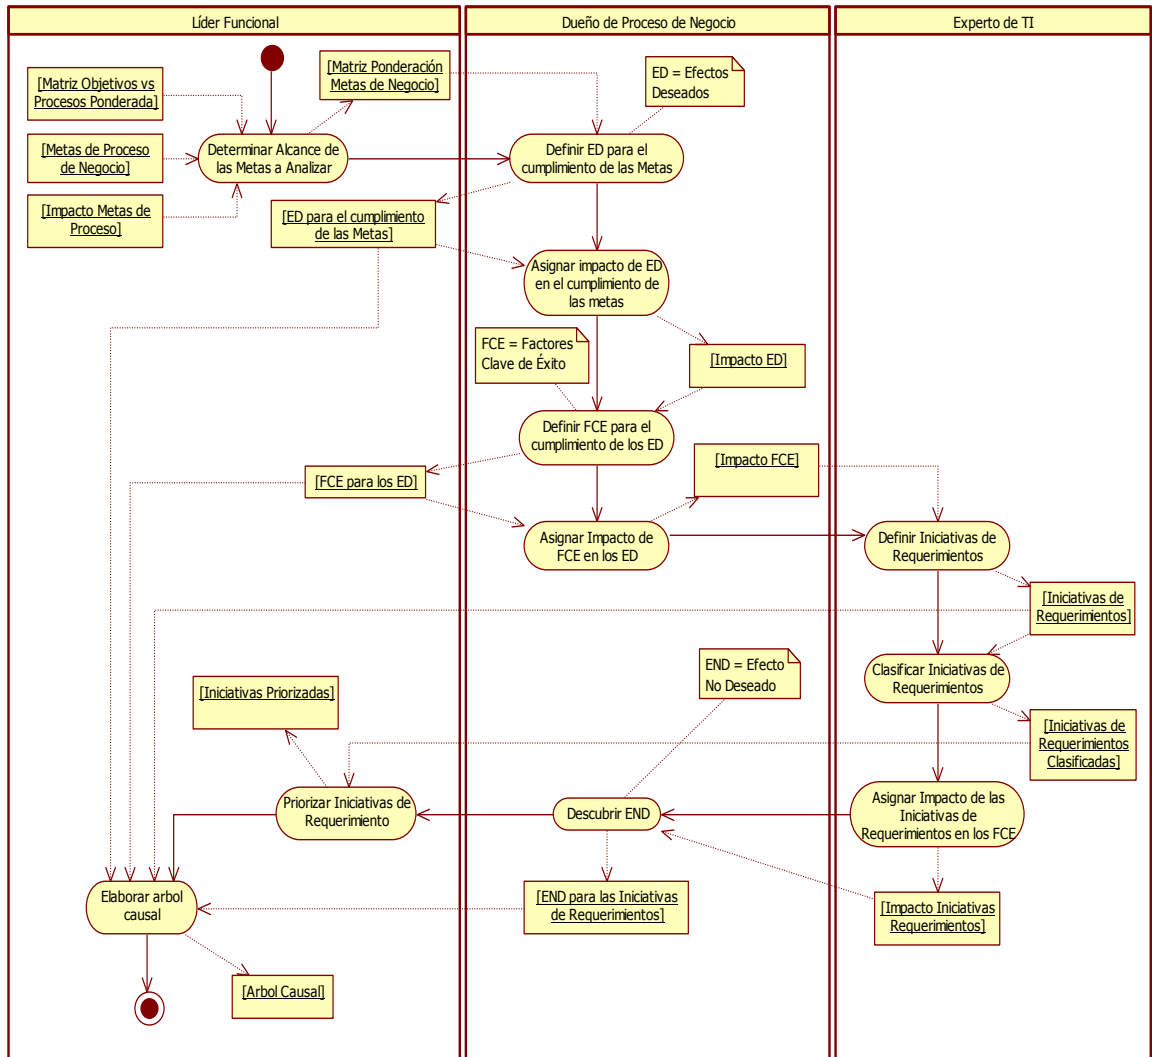 Líder Funcional
Dueño de Proceso de Negocio
Experto de TI
[Matriz Objetivos vs
Procesos Ponderada]
[Matriz Ponderación
Metas de Negocio]
ED = Efectos
Deseados
[Metas de Proceso
de Negocio]
Determinar Alcance de
las Metas a Analizar
Definir ED para el
cumplimiento de las Metas
[Impacto Metas de
Proceso]
[ED para el cumplimiento
de las Metas]
Asignar impacto de ED
en el cumplimiento de
las metas
FCE = Factores
Clave de Éxito
[Impacto ED]
Definir FCE para el
cumplimiento de los ED
[Impacto FCE]
[FCE para los ED]
Asignar Impacto de
FCE en los ED
Definir Iniciativas de
Requerimientos
[Iniciativas de
Requerimientos]
END = Efecto
No Deseado
Clasificar Iniciativas de
Requerimientos
[Iniciativas Priorizadas]
[Iniciativas de
Requerimientos
Clasificadas]
Priorizar Iniciativas de
Requerimiento
Descubrir END
Asignar Impacto de las
Iniciativas de
Requerimientos en los FCE
Elaborar arbol
causal
[END para las Iniciativas
de Requerimientos]
[Impacto Iniciativas
Requerimientos]
[Arbol Causal]